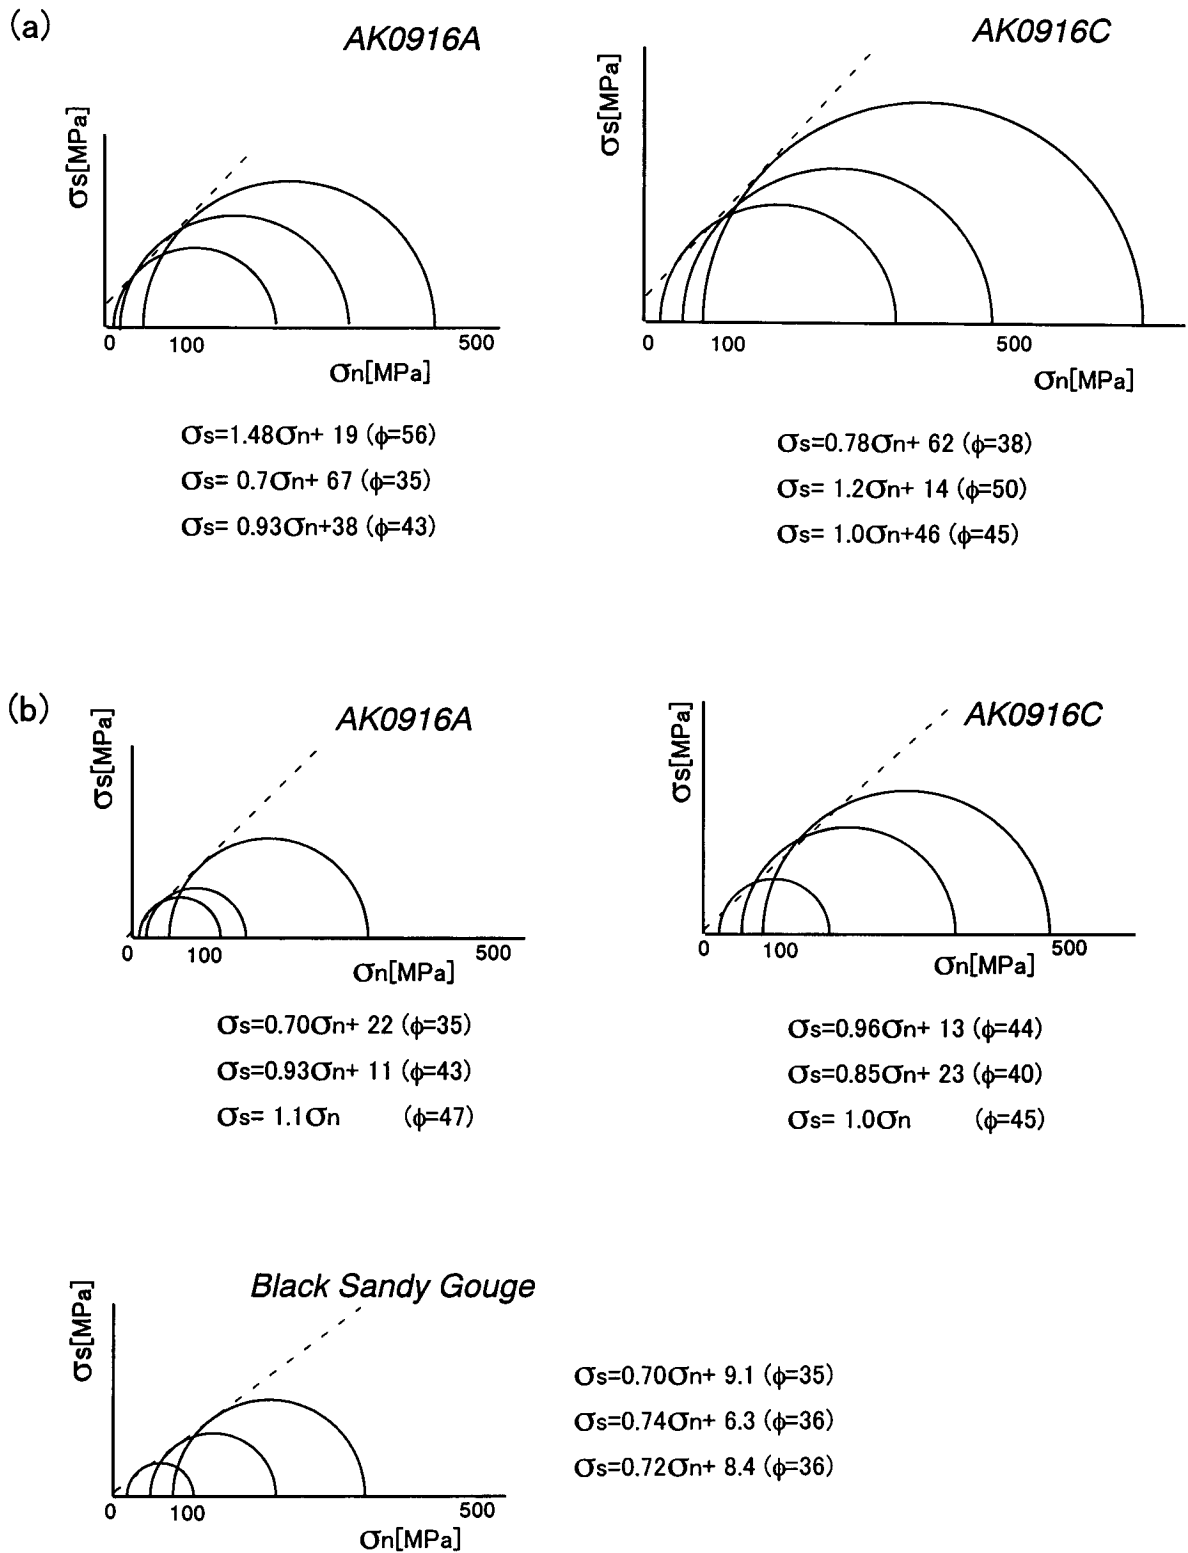 (a)
AK0916A
AK0916C
σs[MPa]
σs[MPa]
0 100 500
0 100 500
σn[MPa]
σn[MPa]
σs=1.48σn+ 19 (φ=56)
σs= 0.7σn+ 67 (φ=35)
σs= 0.93σn+38 (φ=43)
σs=0.78σn+ 62 (φ=38)
σs= 1.2σn+ 14 (φ=50)
σs= 1.0σn+46 (φ=45)
(b)
AK0916A
AK0916C
σs[MPa]
σs[MPa]
0 100 500
0 100 500
σn[MPa]
σn[MPa]
σs=0.70σn+ 22 (φ=35)
σs=0.93σn+ 11 (φ=43)
σs= 1.1σn (φ=47)
σs=0.96σn+ 13 (φ=44)
σs=0.85σn+ 23 (φ=40)
σs= 1.0σn (φ=45)
Black Sandy Gouge
σs[MPa]
0 100 500
σn[MPa]
σs=0.70σn+ 9.1 (φ=35)
σs=0.74σn+ 6.3 (φ=36)
σs=0.72σn+ 8.4 (φ=36)